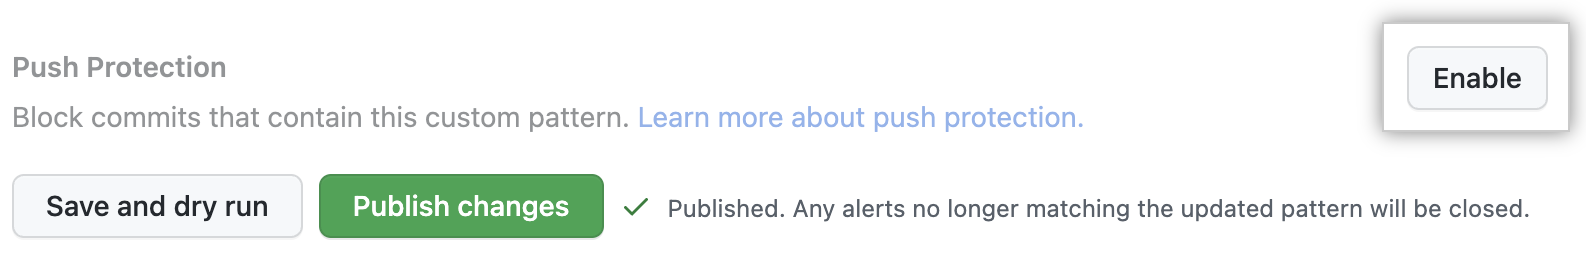 Push Protection
Enable
Block commits that contain this custom pattern. Learn more about push protection.
Save and dry run
Publish changes
Published. Any alerts no longer matching the updated pattern will be closed.